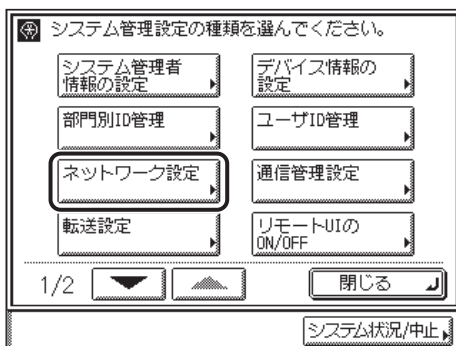 システム管理設定の種類を選んでください。
システム管理者
情報の設定
デバイス情報の
設定
部門別ID管理
ユーザID管理
ネットワーク設定
通信管理設定
転送設定
リモートUIの
ON/OFF
1/2
閉じる
システム状況/中止